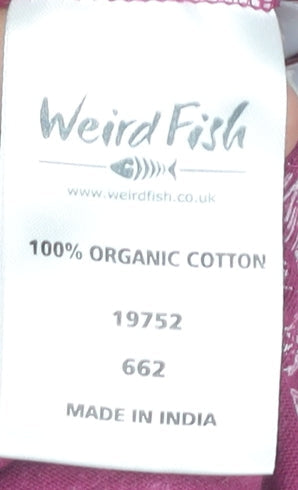 Weird Fish
www.weirdfish.co.uk
100% ORGANIC COTTON
19752
662
MADE IN INDIA